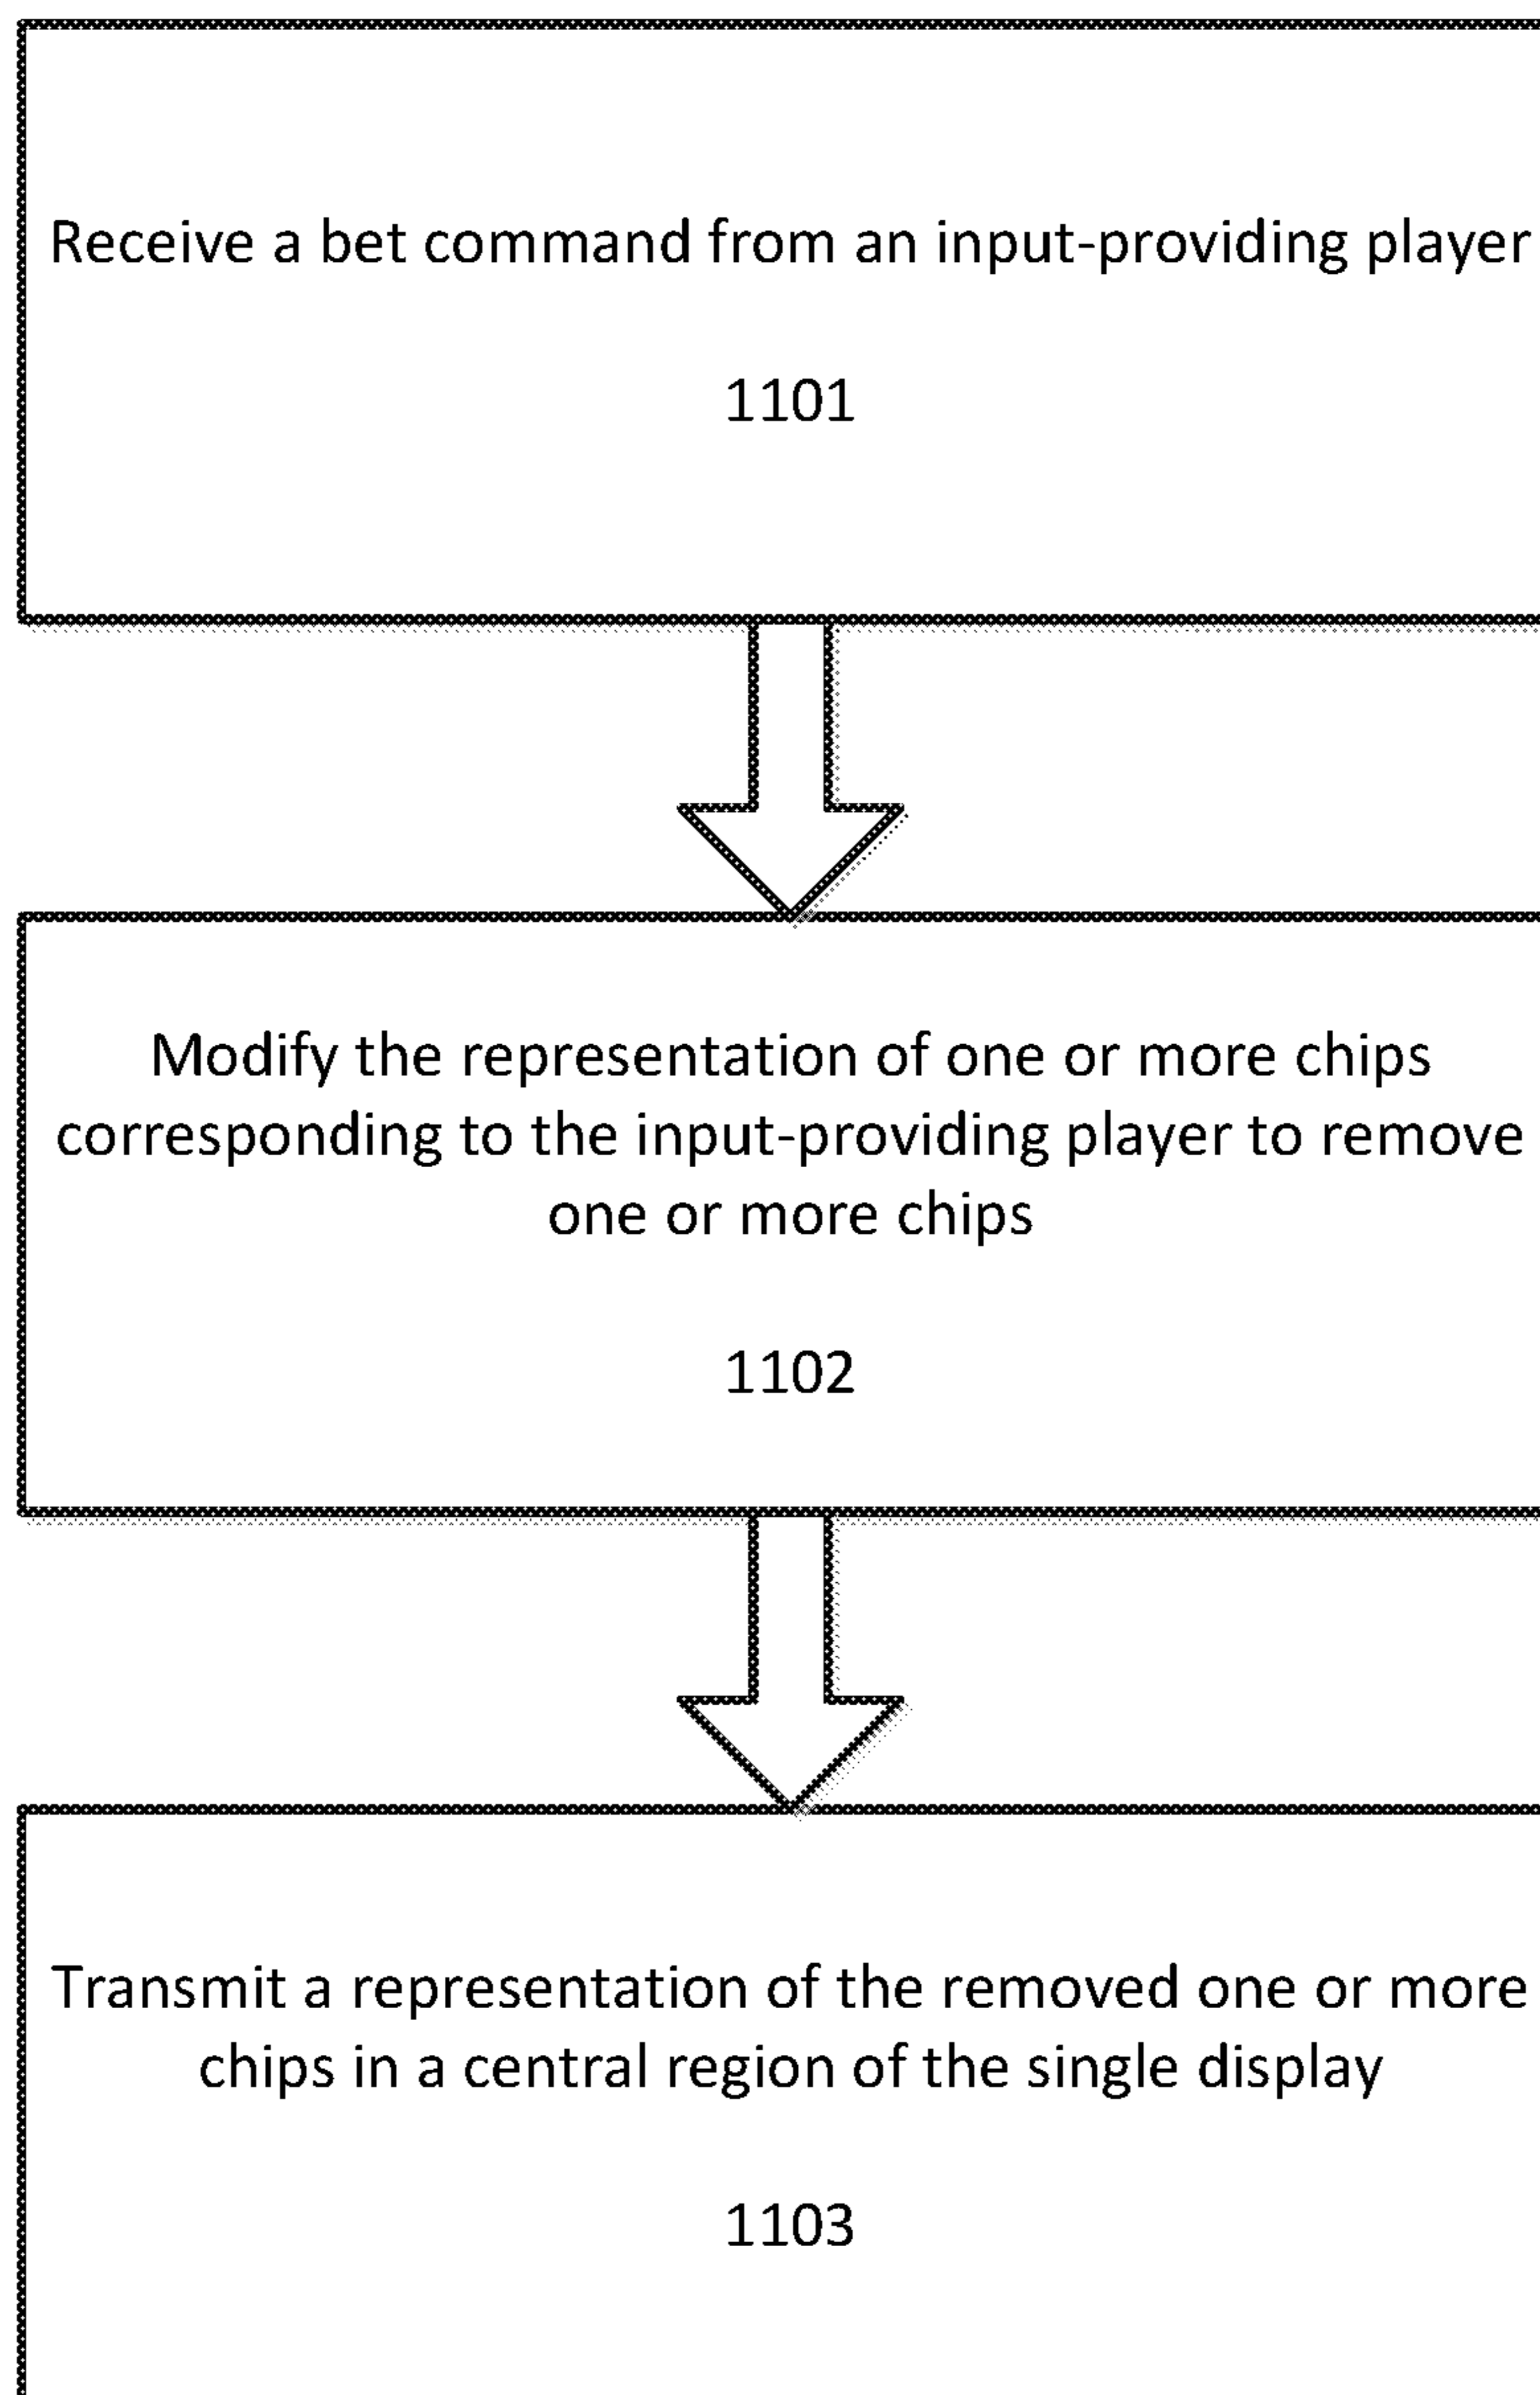 Receive a bet command from an input-providing player
1101
Modify the representation of one or more chips
corresponding to the input-providing player to remove
one or more chips
1102
Transmit a representation of the removed one or more
chips in a central region of the single display
1103